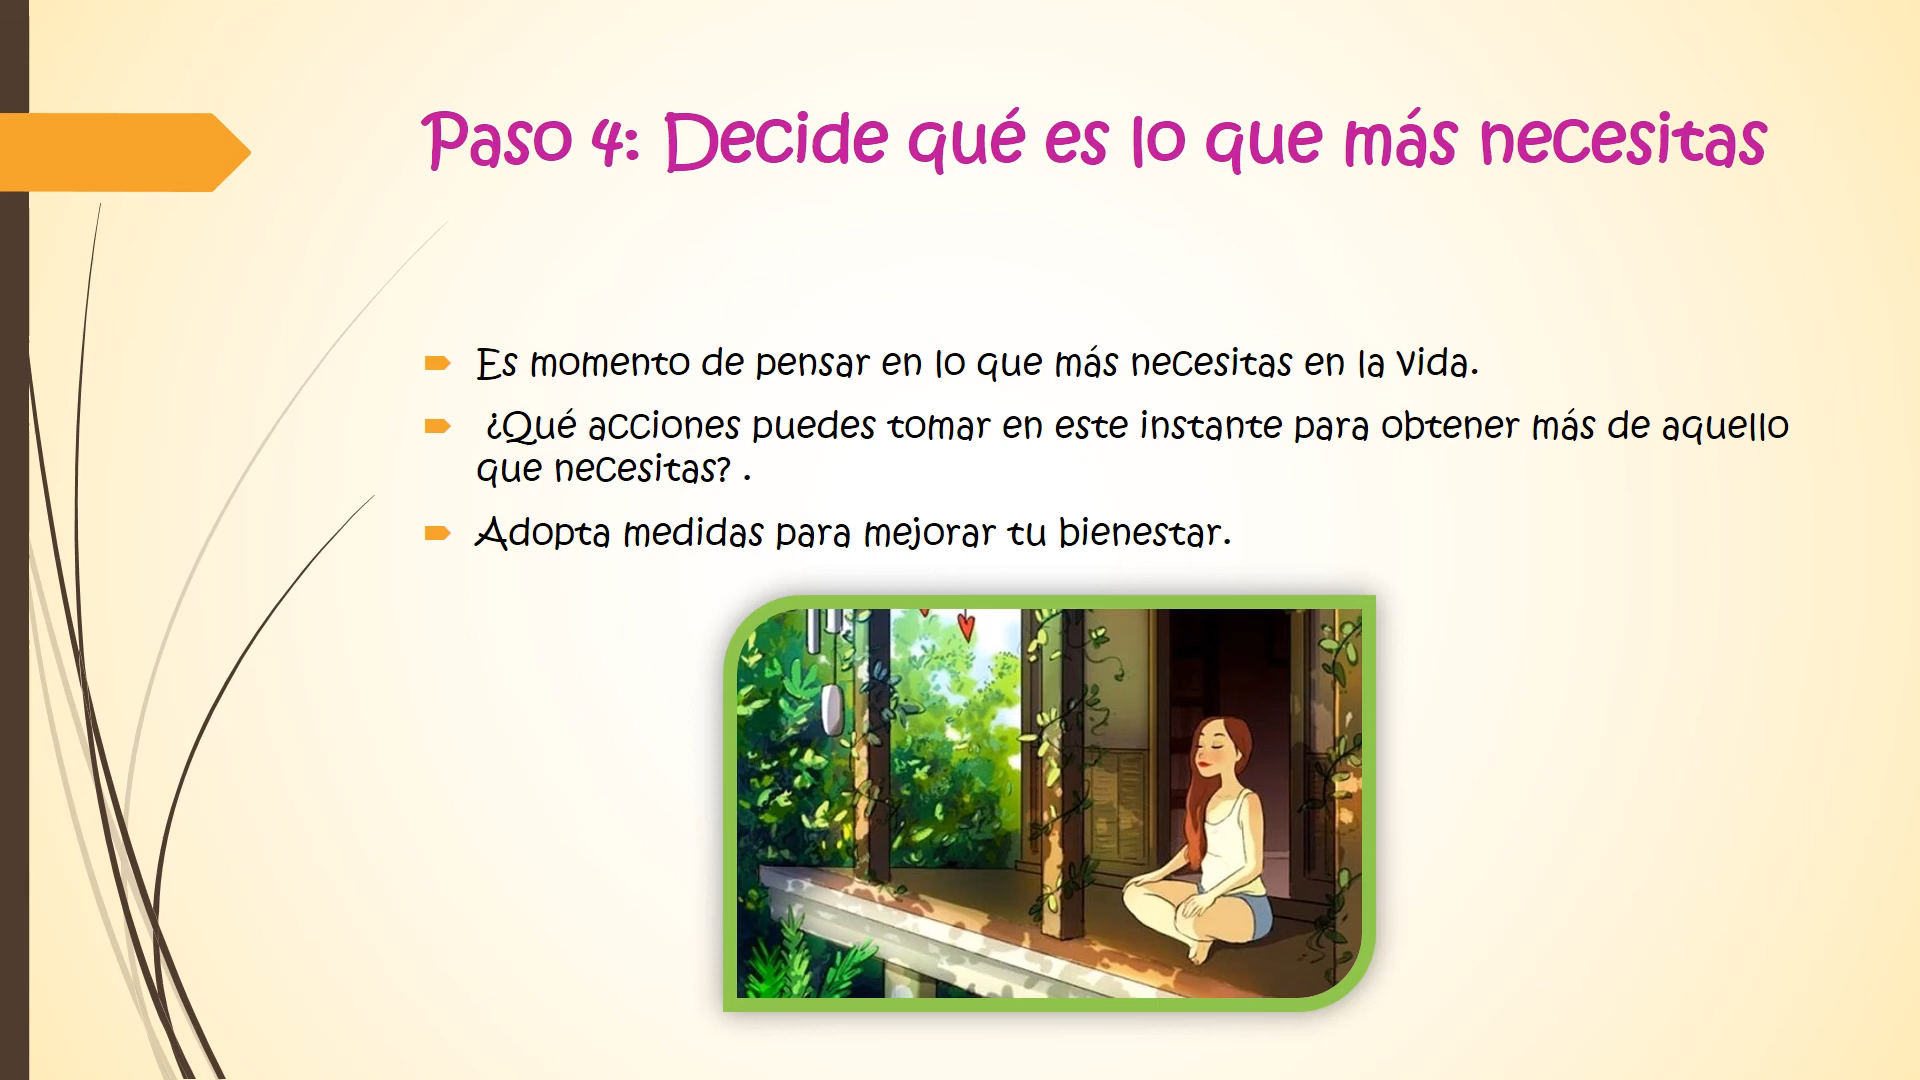 Paso 4: Decide qué es lo que más necesitas
Es momento de pensar en lo que más necesitas en la vida.
¿Qué acciones puedes tomar en este instante para obtener más de aquello
que necesitas? .
Adopta medidas para mejorar tu bienestar.